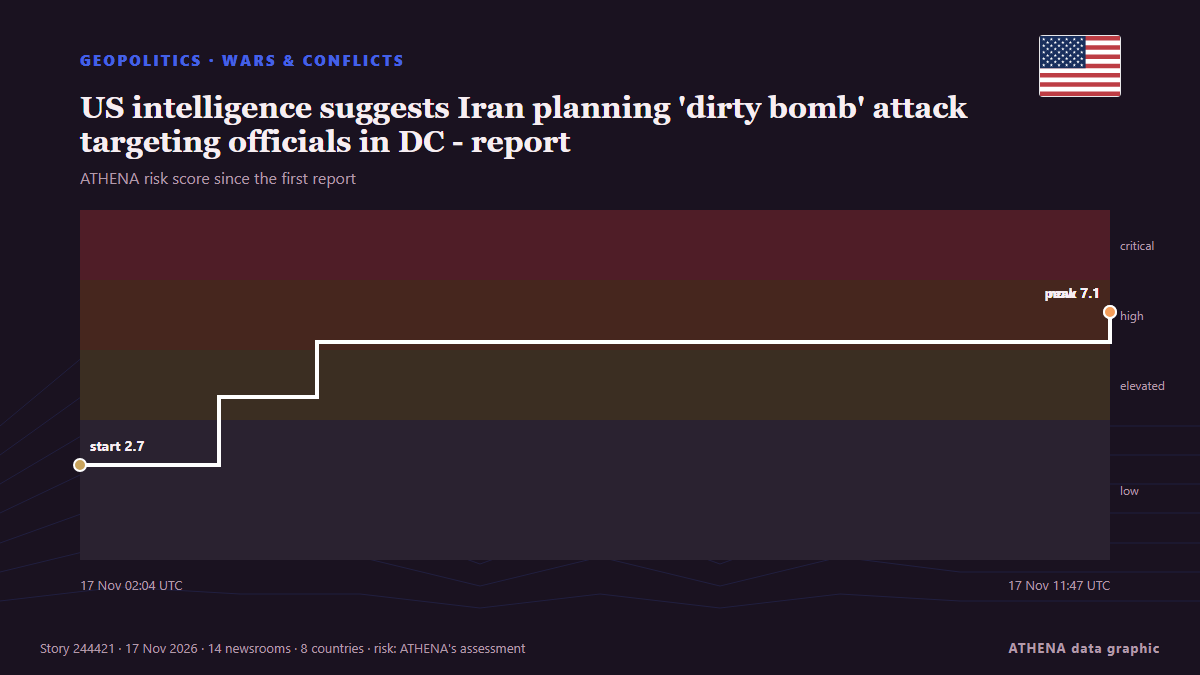 GEOPOLITICS · WARS & CONFLICTS
US intelligence suggests Iran planning 'dirty bomb' attack
targeting officials in DC - report
ATHENA risk score since the first report
critical
peak 7.1
high
elevated
start 2.7
low
17 Nov 02:04 UTC
17 Nov 11:47 UTC
Story 244421 · 17 Nov 2026 · 14 newsrooms · 8 countries · risk: ATHENA's assessment
ATHENA data graphic